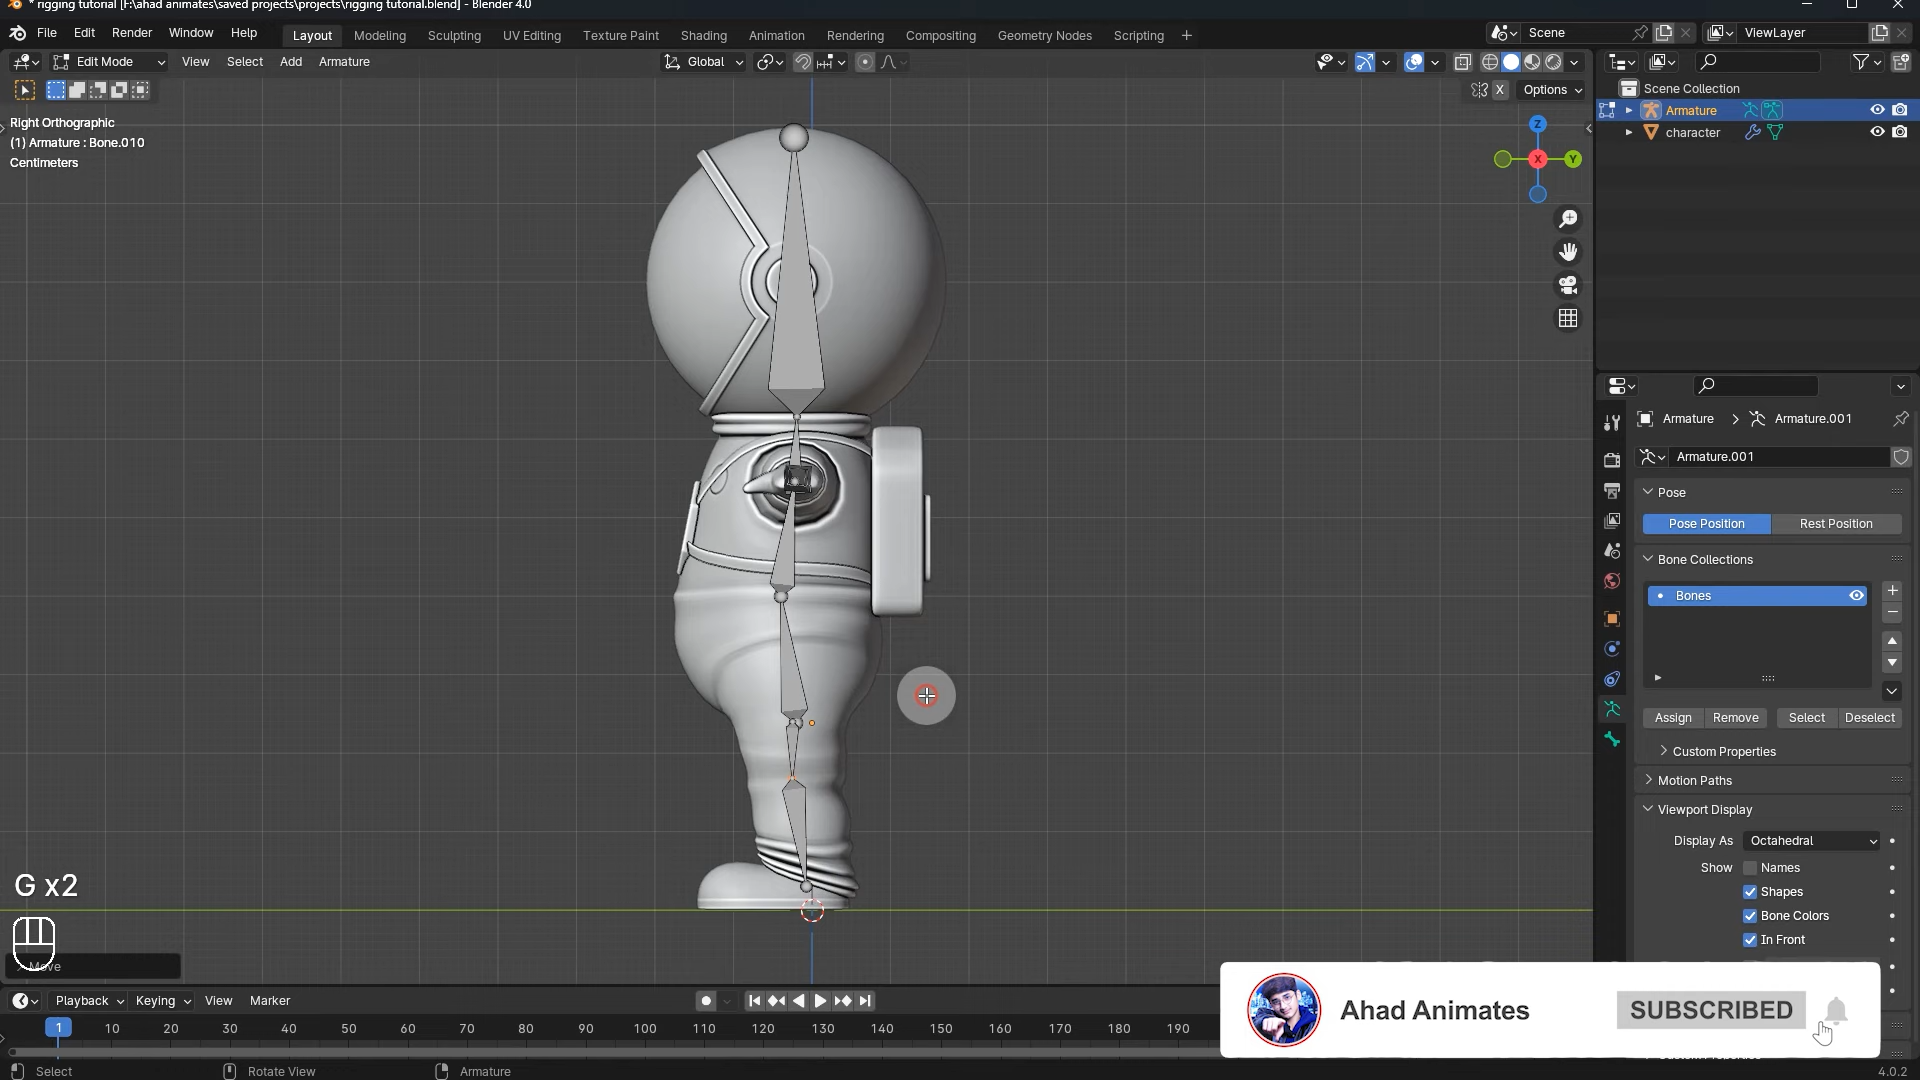 * rigging tutorial [F:\ahad animates\saved projects\projects\rigging tutorial.blend] - Blender 4.0
File Edit Render Window Help Layout Modeling Sculpting UV Editing Texture Paint Shading Animation Rendering Compositing Geometry Nodes Scripting + Scene ViewLayer
Edit Mode View Select Add Armature Global
X Options
Scene Collection
Armature
character
Right Orthographic
(1) Armature : Bone.010
Centimeters
Z
X
Y
Armature > Armature.001
Armature.001
Pose
Pose Position Rest Position
Bone Collections
Bones
Assign Remove Select Deselect
Custom Properties
Motion Paths
Viewport Display
Display As Octahedral
Show Names
Shapes
Bone Colors
In Front
G x2
Move
Playback Keying View Marker
1 10 20 30 40 50 60 70 80 90 100 110 120 130 140 150 160 170 180 190
Ahad Animates SUBSCRIBED
Select Rotate View Armature 4.0.2